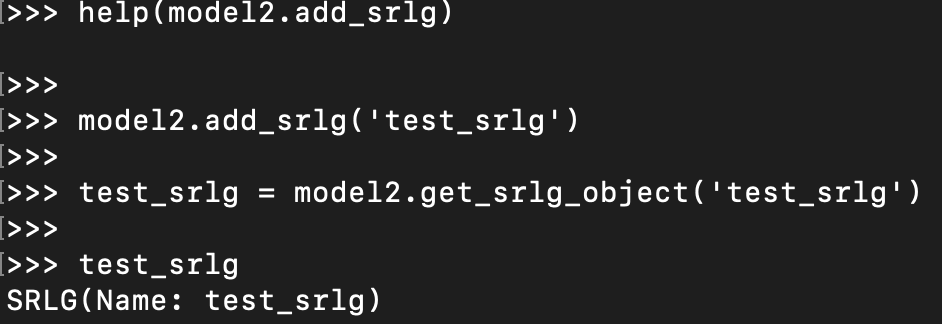 [>>> help(model2.add_srlg)
[>>>
[>>> model2.add_srlg('test_srlg')
[>>>
[>>> test_srlg = model2.get_srlg_object('test_srlg')
[>>>
[>>> test_srlg
SRLG(Name: test_srlg)